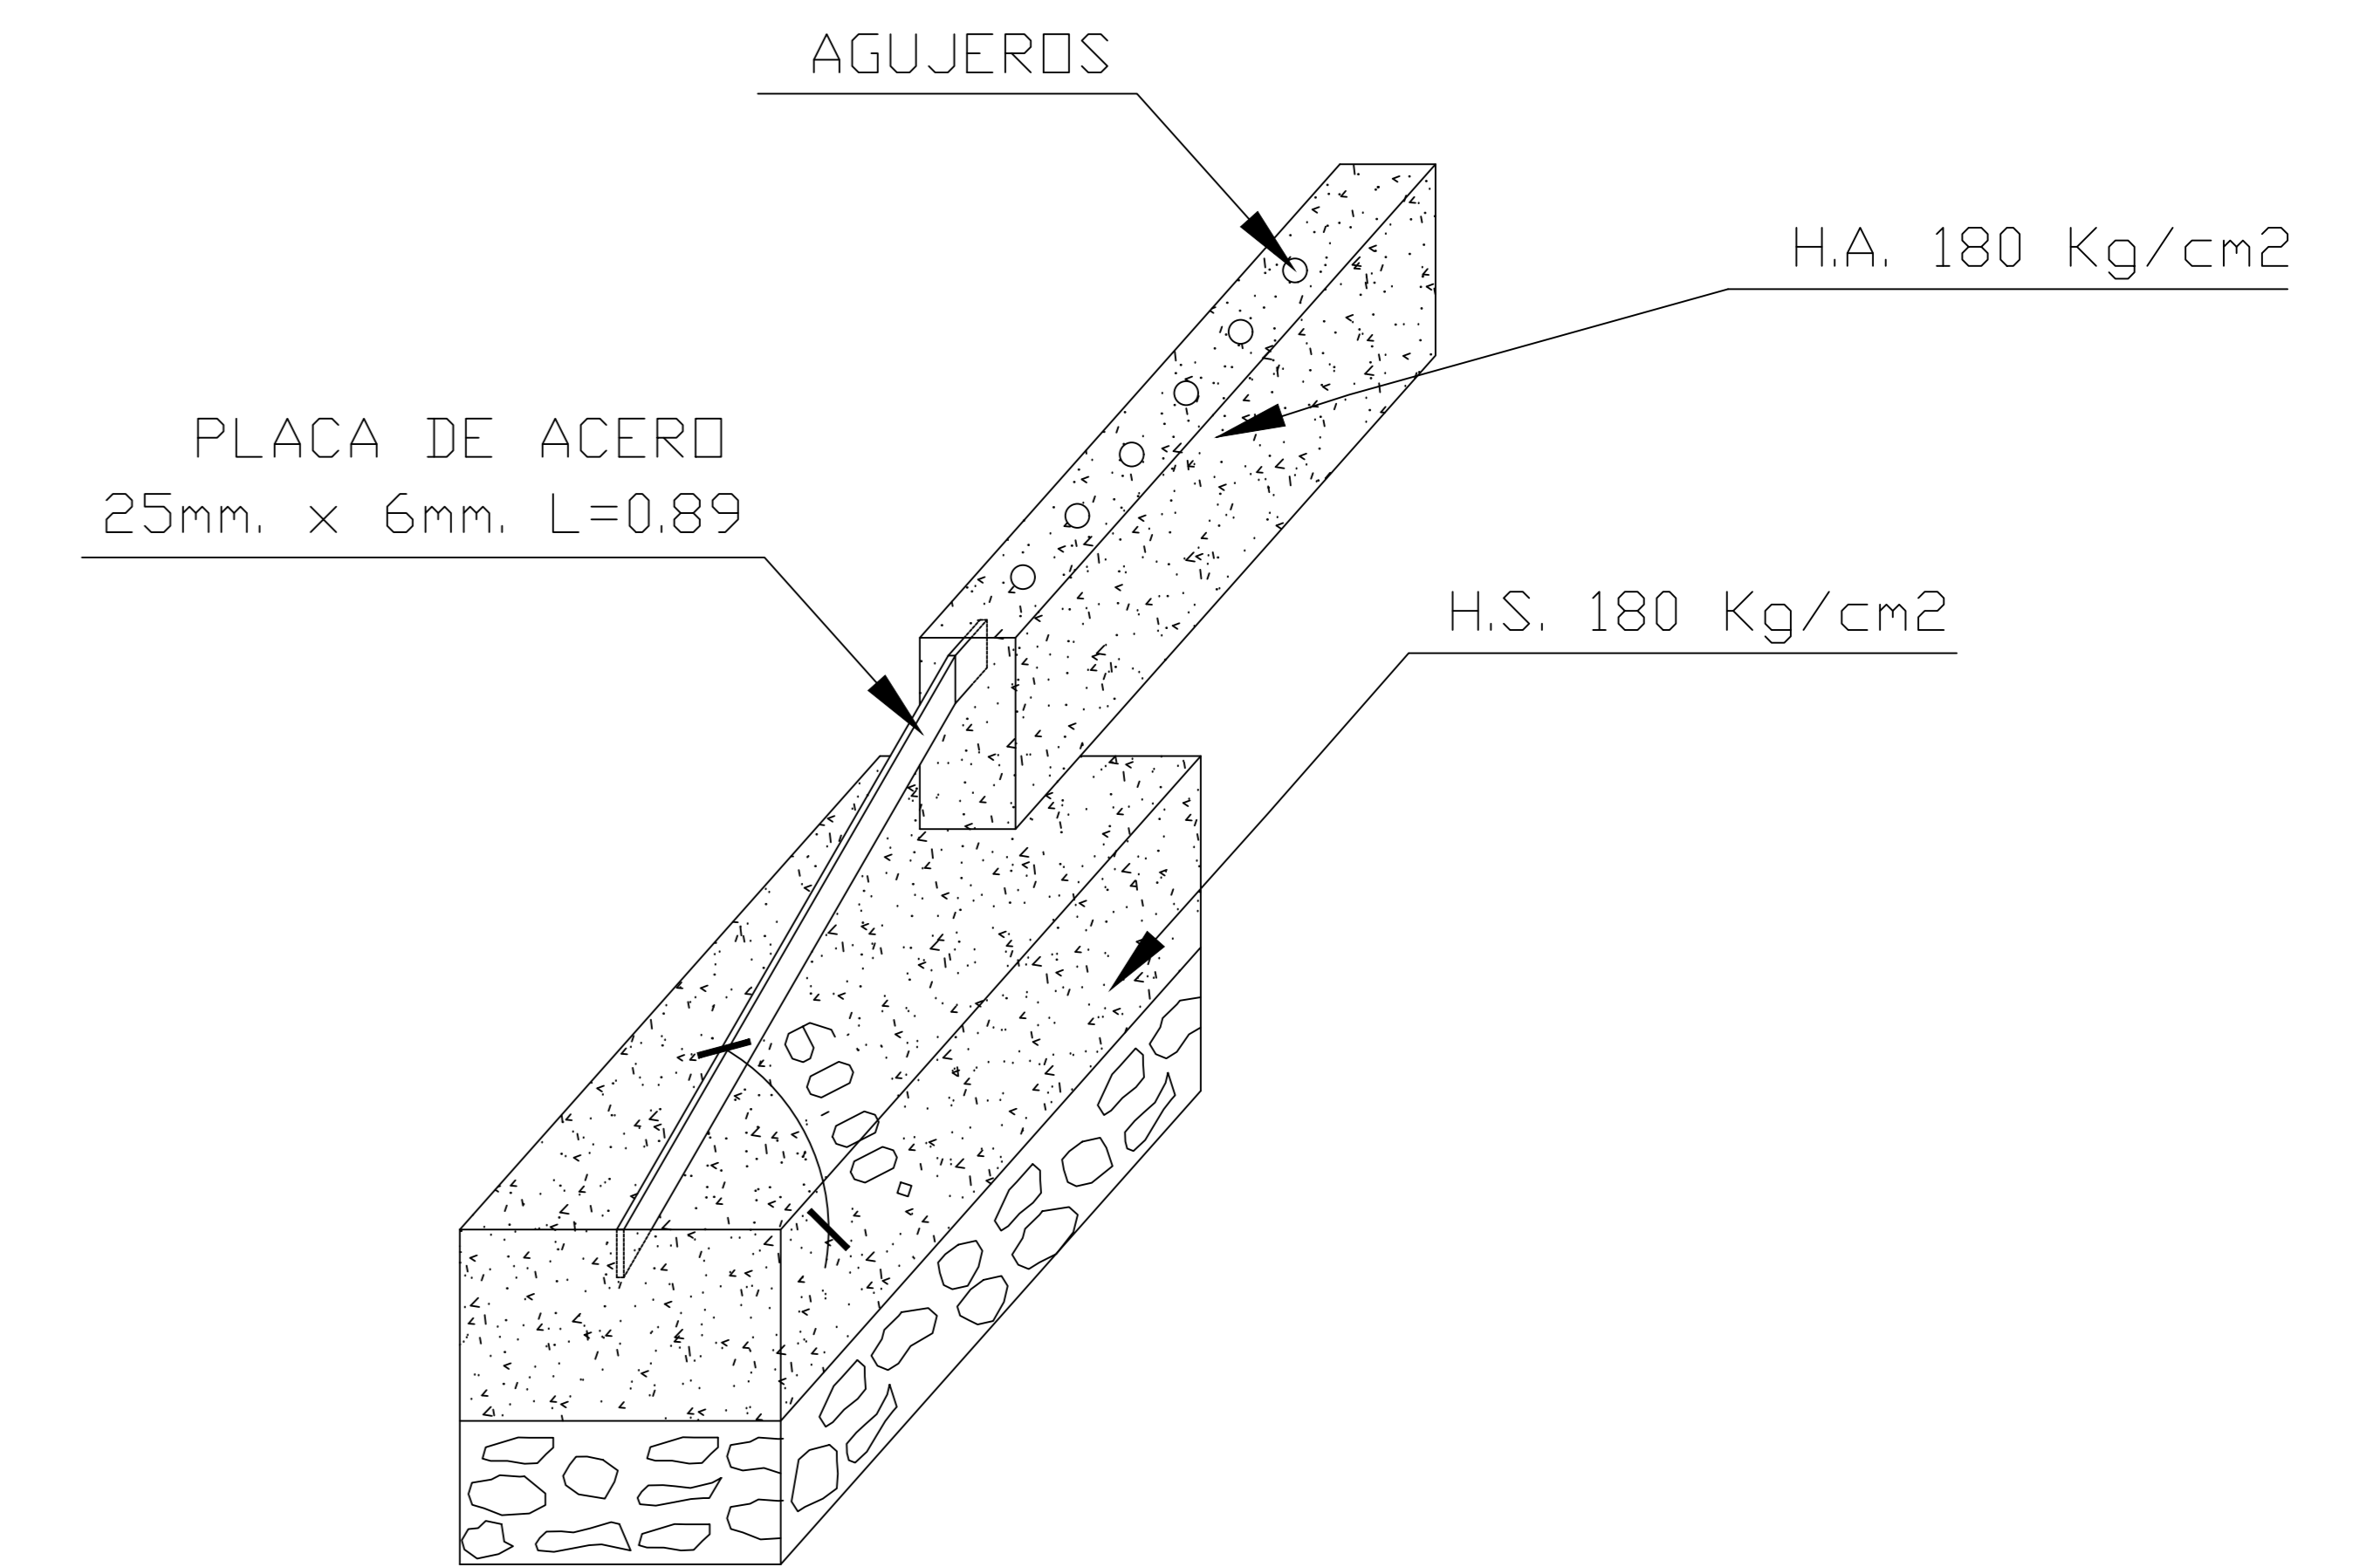 AGUJEROS
H.A. 180 Kg/cm2
PLACA DE ACERO
25mm. x 6mm. L=0.89
H.S. 180 Kg/cm2